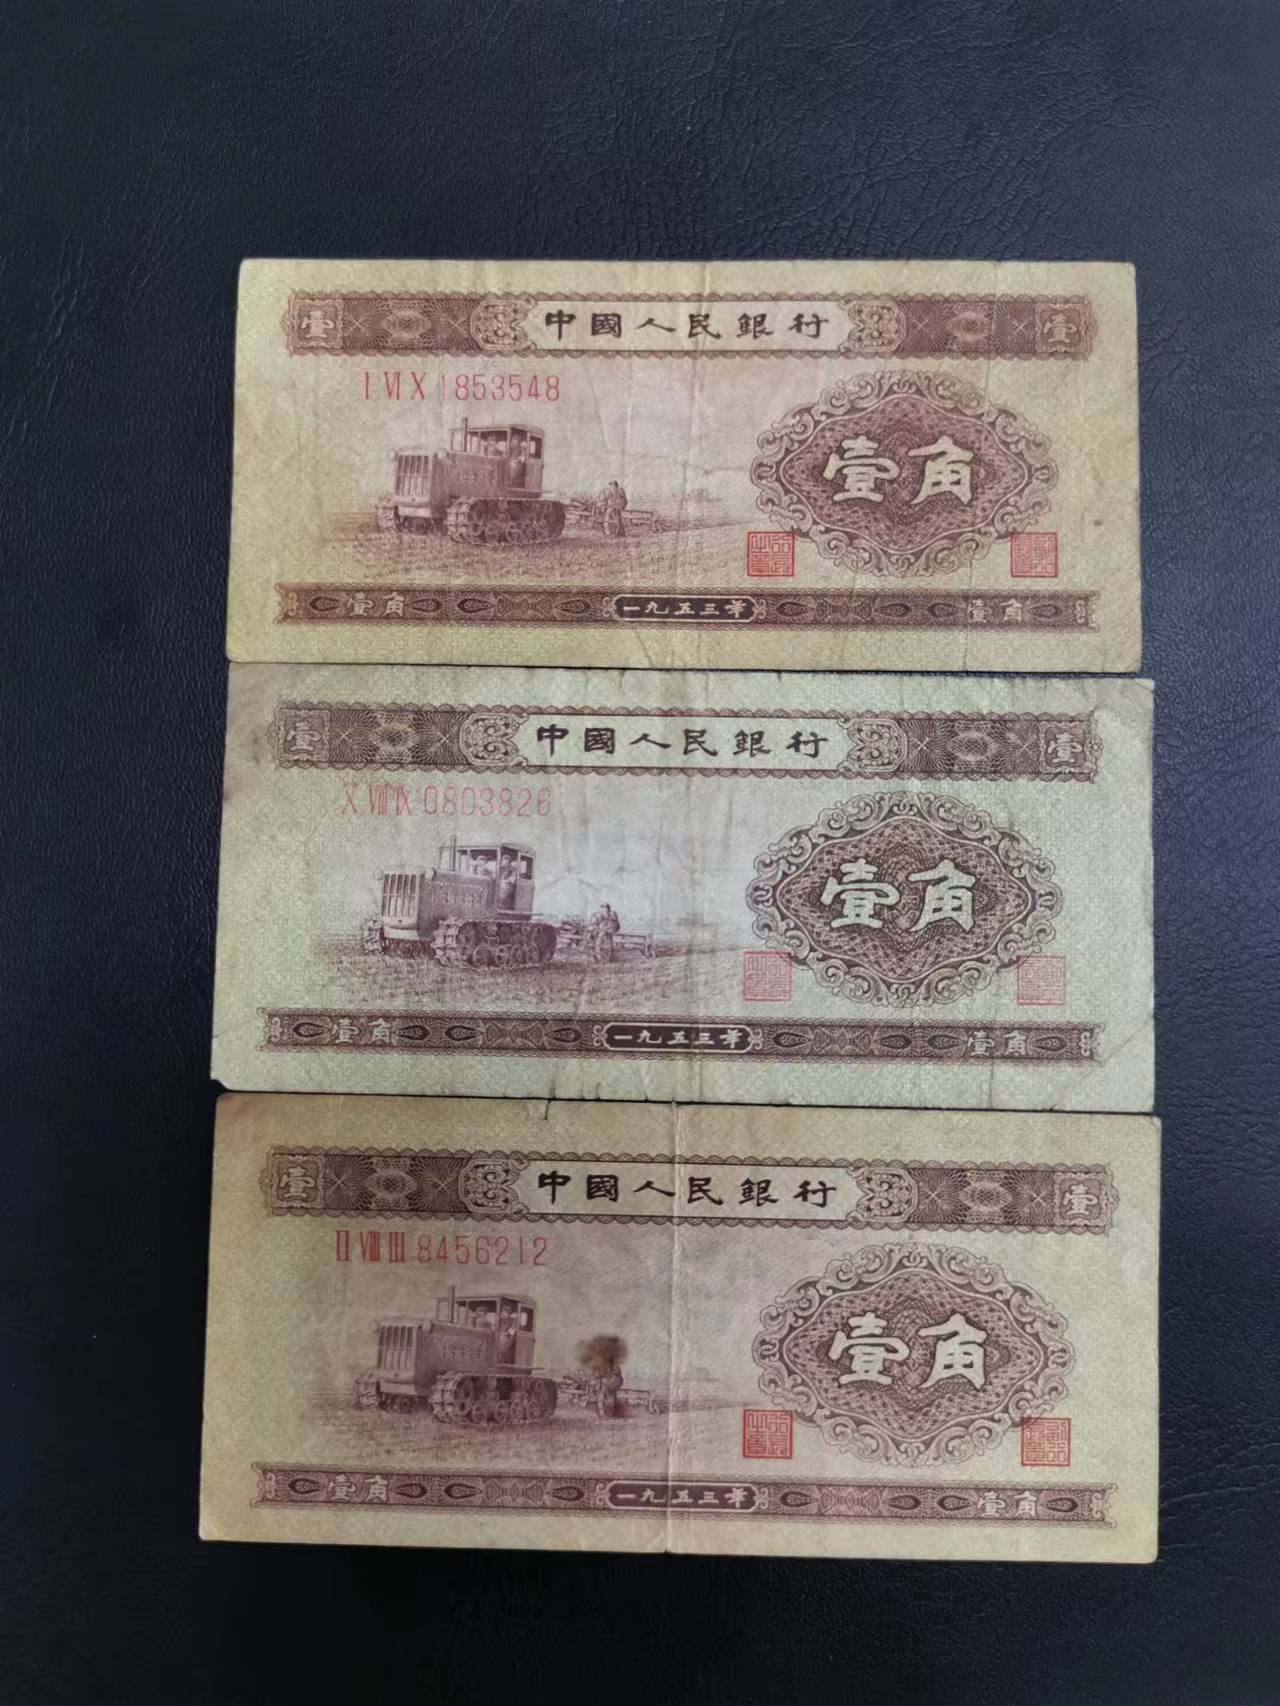 壹 中國人民銀行 壹
I VI X 1853548
壹角
壹角 一九五三年 壹角
壹 中國人民銀行 壹
X VIII IX 0803826
壹角
壹角 一九五三年 壹角
壹 中國人民銀行 壹
II VIII III 8456212
壹角
壹角 一九五三年 壹角